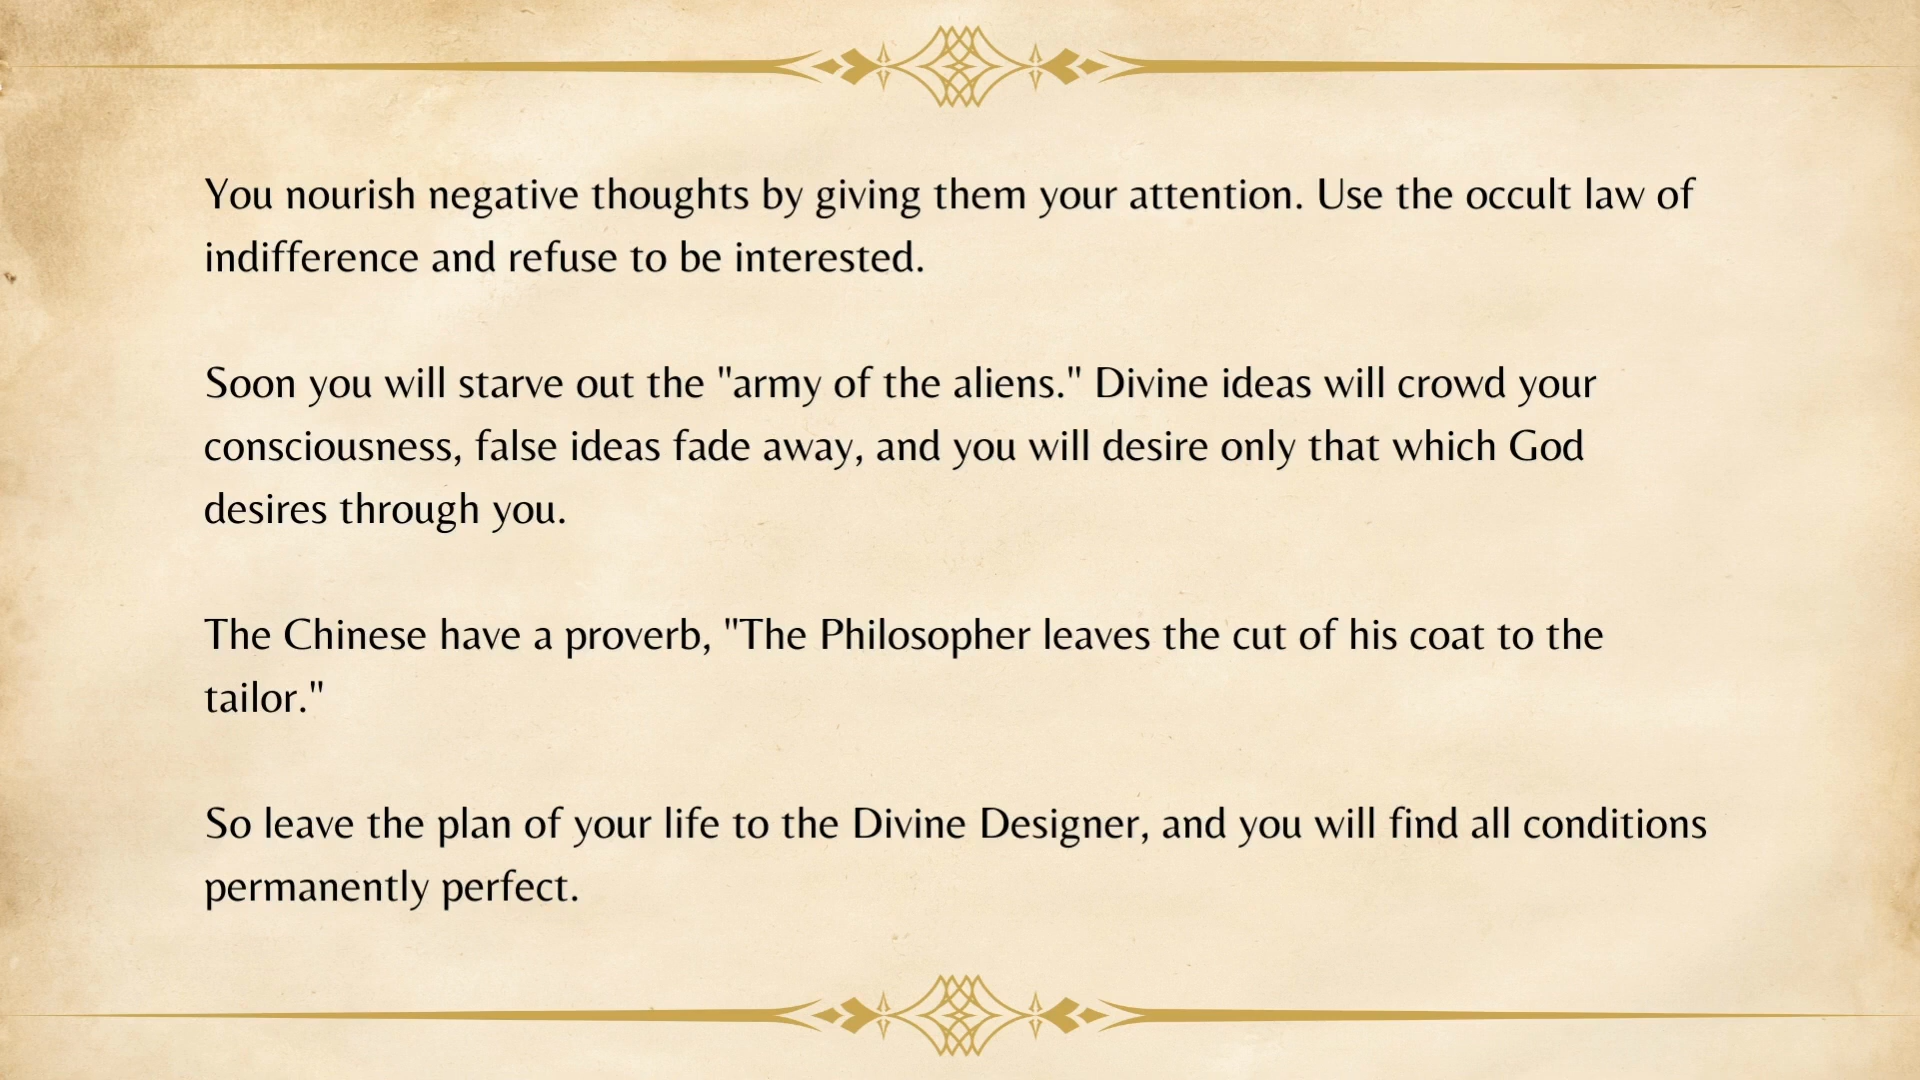 You nourish negative thoughts by giving them your attention. Use the occult law of
indifference and refuse to be interested.
Soon you will starve out the "army of the aliens." Divine ideas will crowd your
consciousness, false ideas fade away, and you will desire only that which God
desires through you.
The Chinese have a proverb, "The Philosopher leaves the cut of his coat to the
tailor."
So leave the plan of your life to the Divine Designer, and you will find all conditions
permanently perfect.